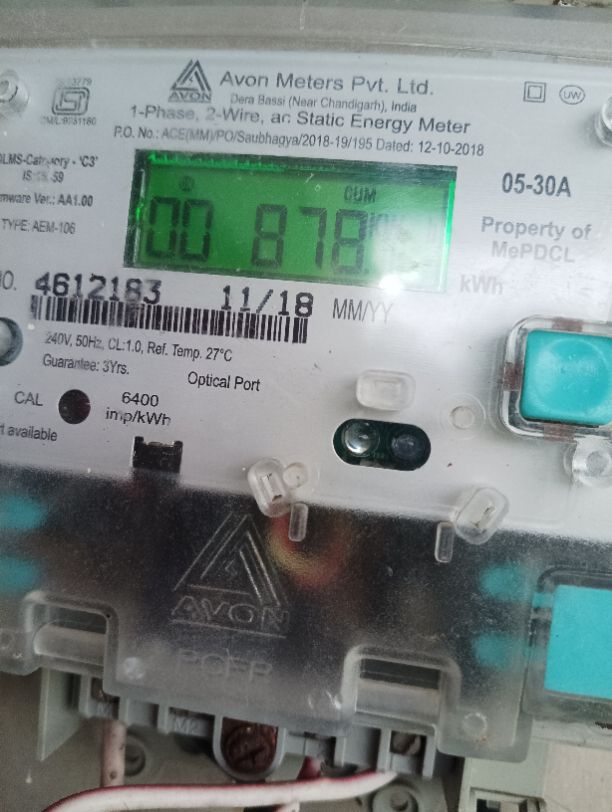 AVON
Avon Meters Pvt. Ltd.
Dera Bassi (Near Chandigarh), India
1-Phase, 2-Wire, ac Static Energy Meter
P.O. No.: ACE(MM)/PO/Saubhagya/2018-19/195 Dated: 12-10-2018
UW
CUM
00 878.
05-30A
Property of
MePDCL
kWh
'C3'
Ver.: AA1.00
TYPE: AEM-106
NO. 4612183 11/18 MM/YY
240V, 50Hz, CL:1.0, Ref. Temp. 27°C
Guarantee: 3Yrs.
Optical Port
CAL 6400
imp/kWh
available
AVON